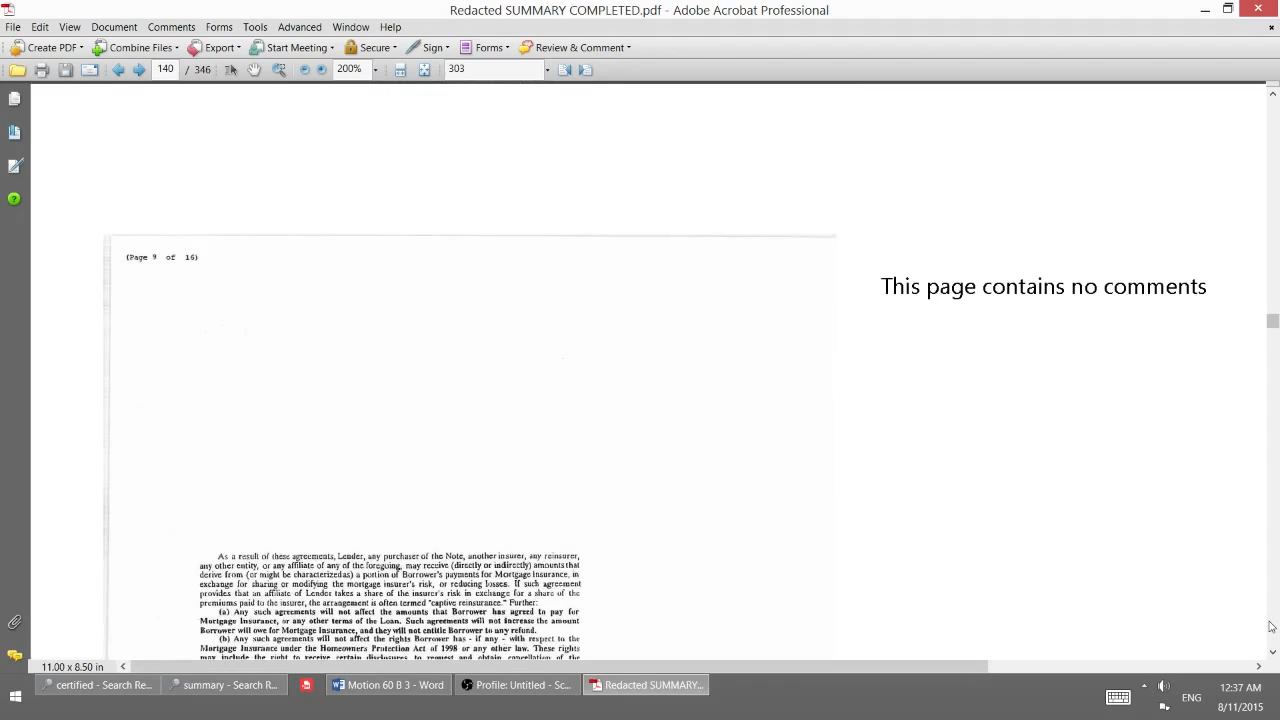 Redacted SUMMARY COMPLETED.pdf - Adobe Acrobat Professional
File Edit View Document Comments Forms Tools Advanced Window Help
Create PDF Combine Files Export Start Meeting Secure Sign Forms Review & Comment
140 / 346 200% 303
(Page 9 of 16)
This page contains no comments
As a result of these agreements, Lender, any purchaser of the Note, another insurer, any reinsurer,
any other entity, or any affiliate of any of the foregoing, may receive (directly or indirectly) amounts that
derive from (or might be characterized as) a portion of Borrower's payments for Mortgage Insurance, in
exchange for sharing or modifying the mortgage insurer's risk, or reducing losses. If such agreement
provides that an affiliate of Lender takes a share of the insurer's risk in exchange for a share of the
premiums paid to the insurer, the arrangement is often termed "captive reinsurance." Further:
(a) Any such agreements will not affect the amounts that Borrower has agreed to pay for
Mortgage Insurance, or any other terms of the Loan. Such agreements will not increase the amount
Borrower will owe for Mortgage Insurance, and they will not entitle Borrower to any refund.
(b) Any such agreements will not affect the rights Borrower has - if any - with respect to the
Mortgage Insurance under the Homeowners Protection Act of 1998 or any other law. These rights
may include the right to receive certain disclosures, to request and obtain cancellation of the
11.00 x 8.50 in
certified - Search Re... summary - Search R... Motion 60 B 3 - Word Profile: Untitled - Sc... Redacted SUMMARY...
ENG
12:37 AM
8/11/2015